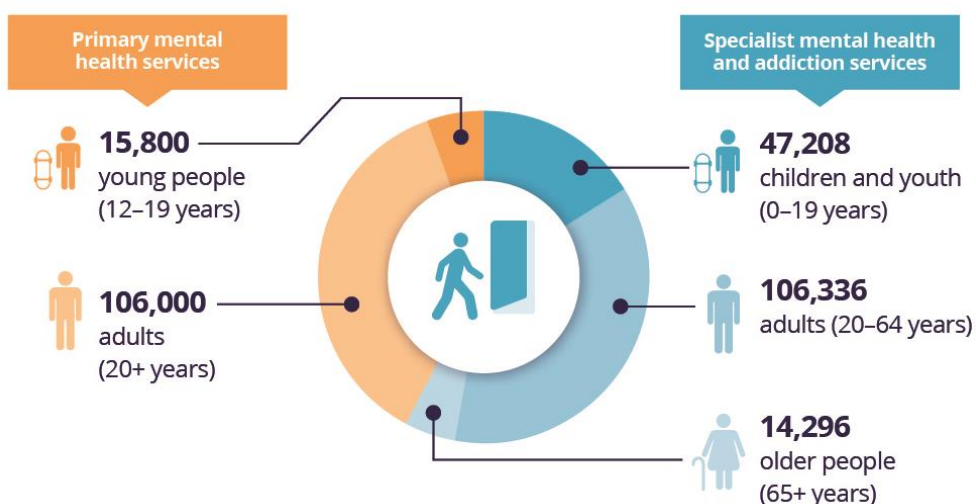 Primary mental
health services
15,800
young people
(12–19 years)
106,000
adults
(20+ years)
Specialist mental health
and addiction services
47,208
children and youth
(0–19 years)
106,336
adults (20–64 years)
14,296
older people
(65+ years)